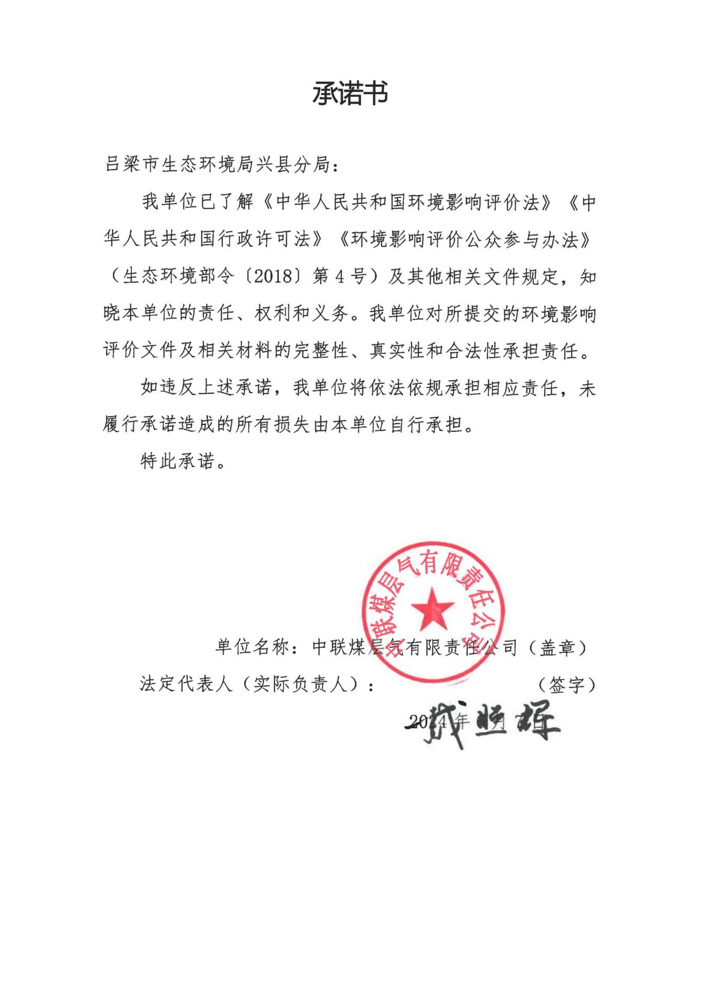 承诺书
吕梁市生态环境局兴县分局：
我单位已了解《中华人民共和国环境影响评价法》《中
华人民共和国行政许可法》《环境影响评价公众参与办法》
（生态环境部令〔2018〕第 4 号）及其他相关文件规定，知
晓本单位的责任、权利和义务。我单位对所提交的环境影响
评价文件及相关材料的完整性、真实性和合法性承担责任。
如违反上述承诺，我单位将依法依规承担相应责任，未
履行承诺造成的所有损失由本单位自行承担。
特此承诺。
中联煤层气有限责任公司
单位名称：中联煤层气有限责任公司（盖章）
法定代表人（实际负责人）：（签字）
2024年 月7日